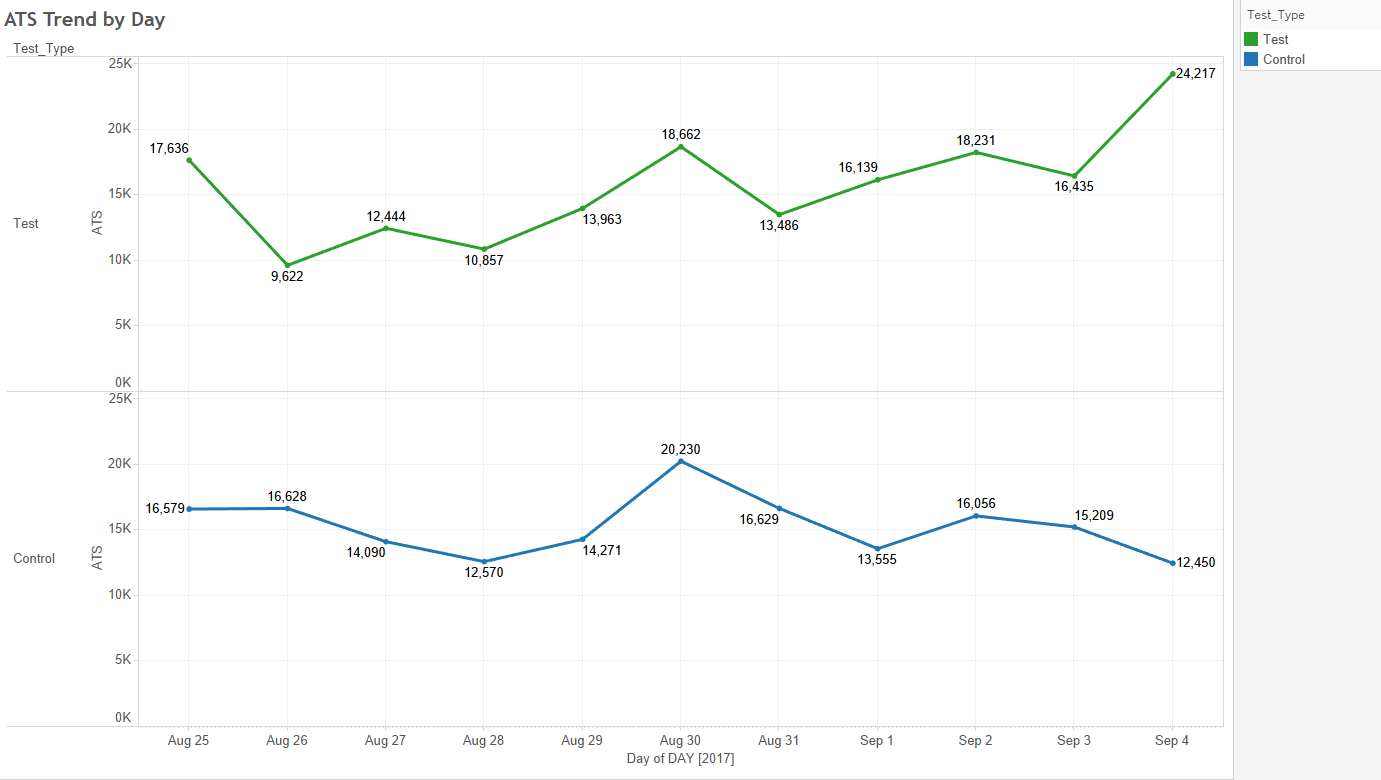 ATS Trend by Day
Test_Type
Test_Type
Test
Control
Test
ATS
25K
20K
15K
10K
5K
0K
17,636
9,622
12,444
10,857
13,963
18,662
13,486
16,139
18,231
16,435
24,217
Control
ATS
25K
20K
15K
10K
5K
0K
16,579
16,628
14,090
12,570
14,271
20,230
16,629
13,555
16,056
15,209
12,450
Aug 25 Aug 26 Aug 27 Aug 28 Aug 29 Aug 30 Aug 31 Sep 1 Sep 2 Sep 3 Sep 4
Day of DAY [2017]